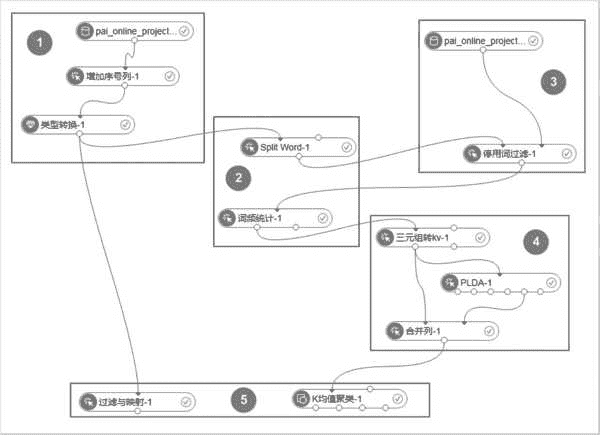 1
pai_online_project...
增加序号列-1
类型转换-1
2
Split Word-1
词频统计-1
3
pai_online_project...
停用词过滤-1
4
三元组转kv-1
PLDA-1
合并列-1
5
过滤与映射-1
K均值聚类-1